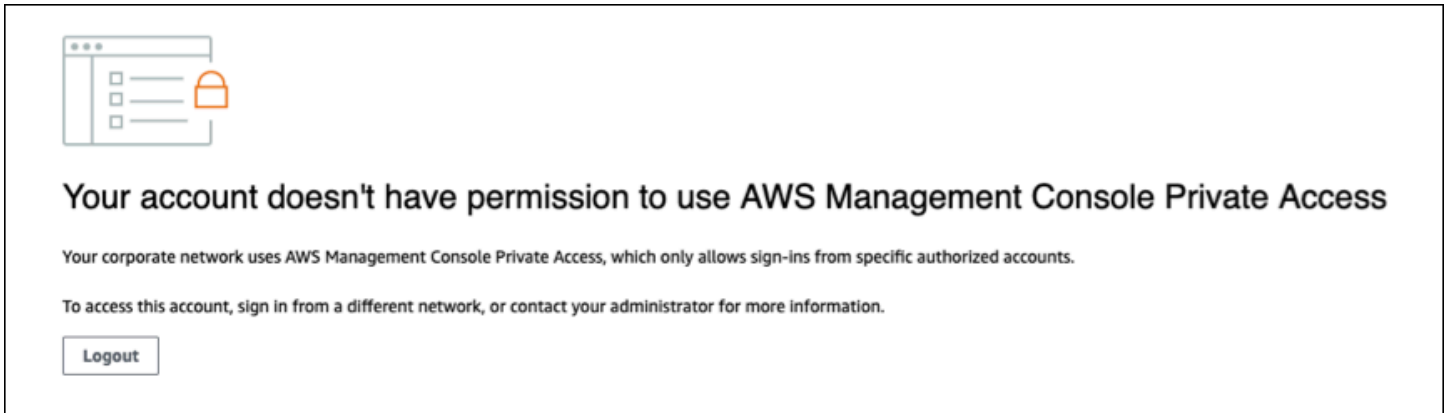 Your account doesn't have permission to use AWS Management Console Private Access
Your corporate network uses AWS Management Console Private Access, which only allows sign-ins from specific authorized accounts.
To access this account, sign in from a different network, or contact your administrator for more information.
Logout